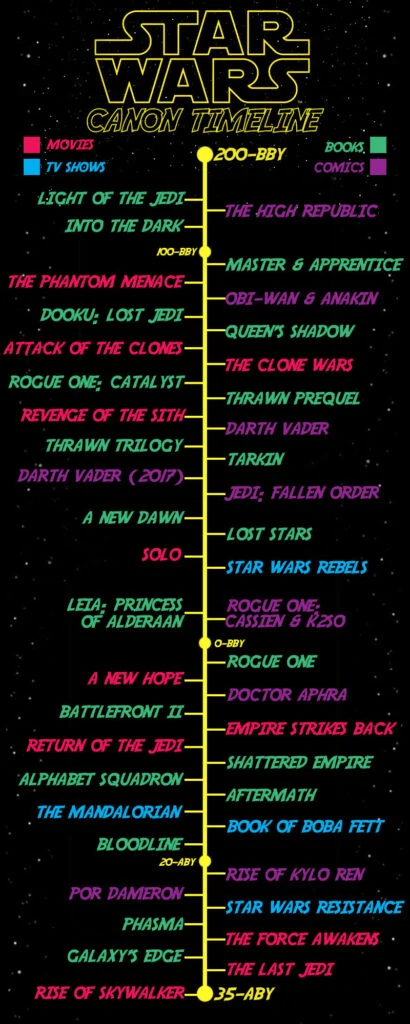 STAR
WARS
CANON TIMELINE
MOVIES
TV SHOWS
BOOKS
COMICS
200-BBY
LIGHT OF THE JEDI
THE HIGH REPUBLIC
INTO THE DARK
100-BBY
MASTER & APPRENTICE
THE PHANTOM MENACE
OBI-WAN & ANAKIN
DOOKU: LOST JEDI
QUEEN'S SHADOW
ATTACK OF THE CLONES
THE CLONE WARS
ROGUE ONE: CATALYST
THRAWN PREQUEL
REVENGE OF THE SITH
DARTH VADER
THRAWN TRILOGY
TARKIN
DARTH VADER (2017)
JEDI: FALLEN ORDER
A NEW DAWN
LOST STARS
SOLO
STAR WARS REBELS
LEIA: PRINCESS
OF ALDERAAN
ROGUE ONE:
CASSIEN & K2SO
0-BBY
ROGUE ONE
A NEW HOPE
DOCTOR APHRA
BATTLEFRONT II
EMPIRE STRIKES BACK
RETURN OF THE JEDI
SHATTERED EMPIRE
ALPHABET SQUADRON
AFTERMATH
THE MANDALORIAN
BOOK OF BOBA FETT
BLOODLINE
20-ABY
RISE OF KYLO REN
POR DAMERON
STAR WARS RESISTANCE
PHASMA
THE FORCE AWAKENS
GALAXY'S EDGE
THE LAST JEDI
RISE OF SKYWALKER
35-ABY